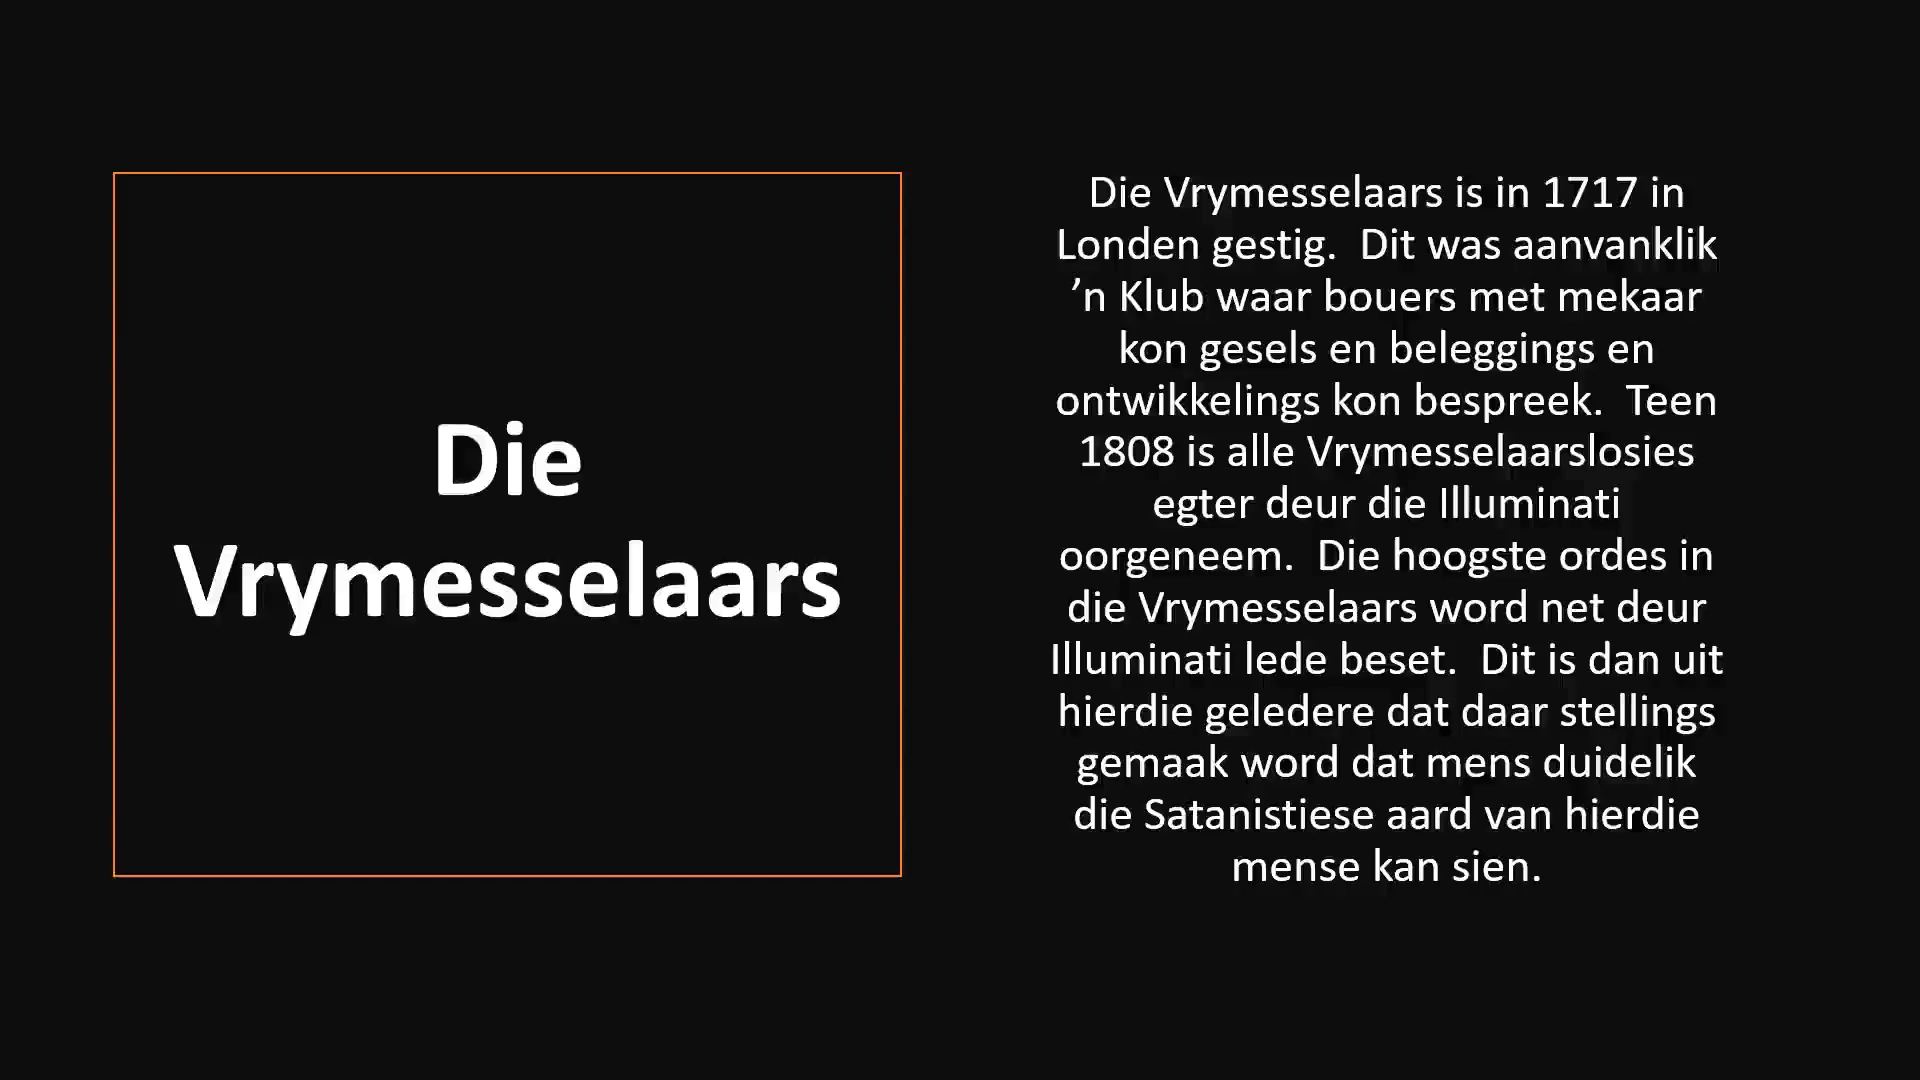 Die
Vrymesselaars
Die Vrymesselaars is in 1717 in
Londen gestig.  Dit was aanvanklik
’n Klub waar bouers met mekaar
kon gesels en beleggings en
ontwikkelings kon bespreek.  Teen
1808 is alle Vrymesselaarslosies
egter deur die Illuminati
oorgeneem.  Die hoogste ordes in
die Vrymesselaars word net deur
Illuminati lede beset.  Dit is dan uit
hierdie geledere dat daar stellings
gemaak word dat mens duidelik
die Satanistiese aard van hierdie
mense kan sien.